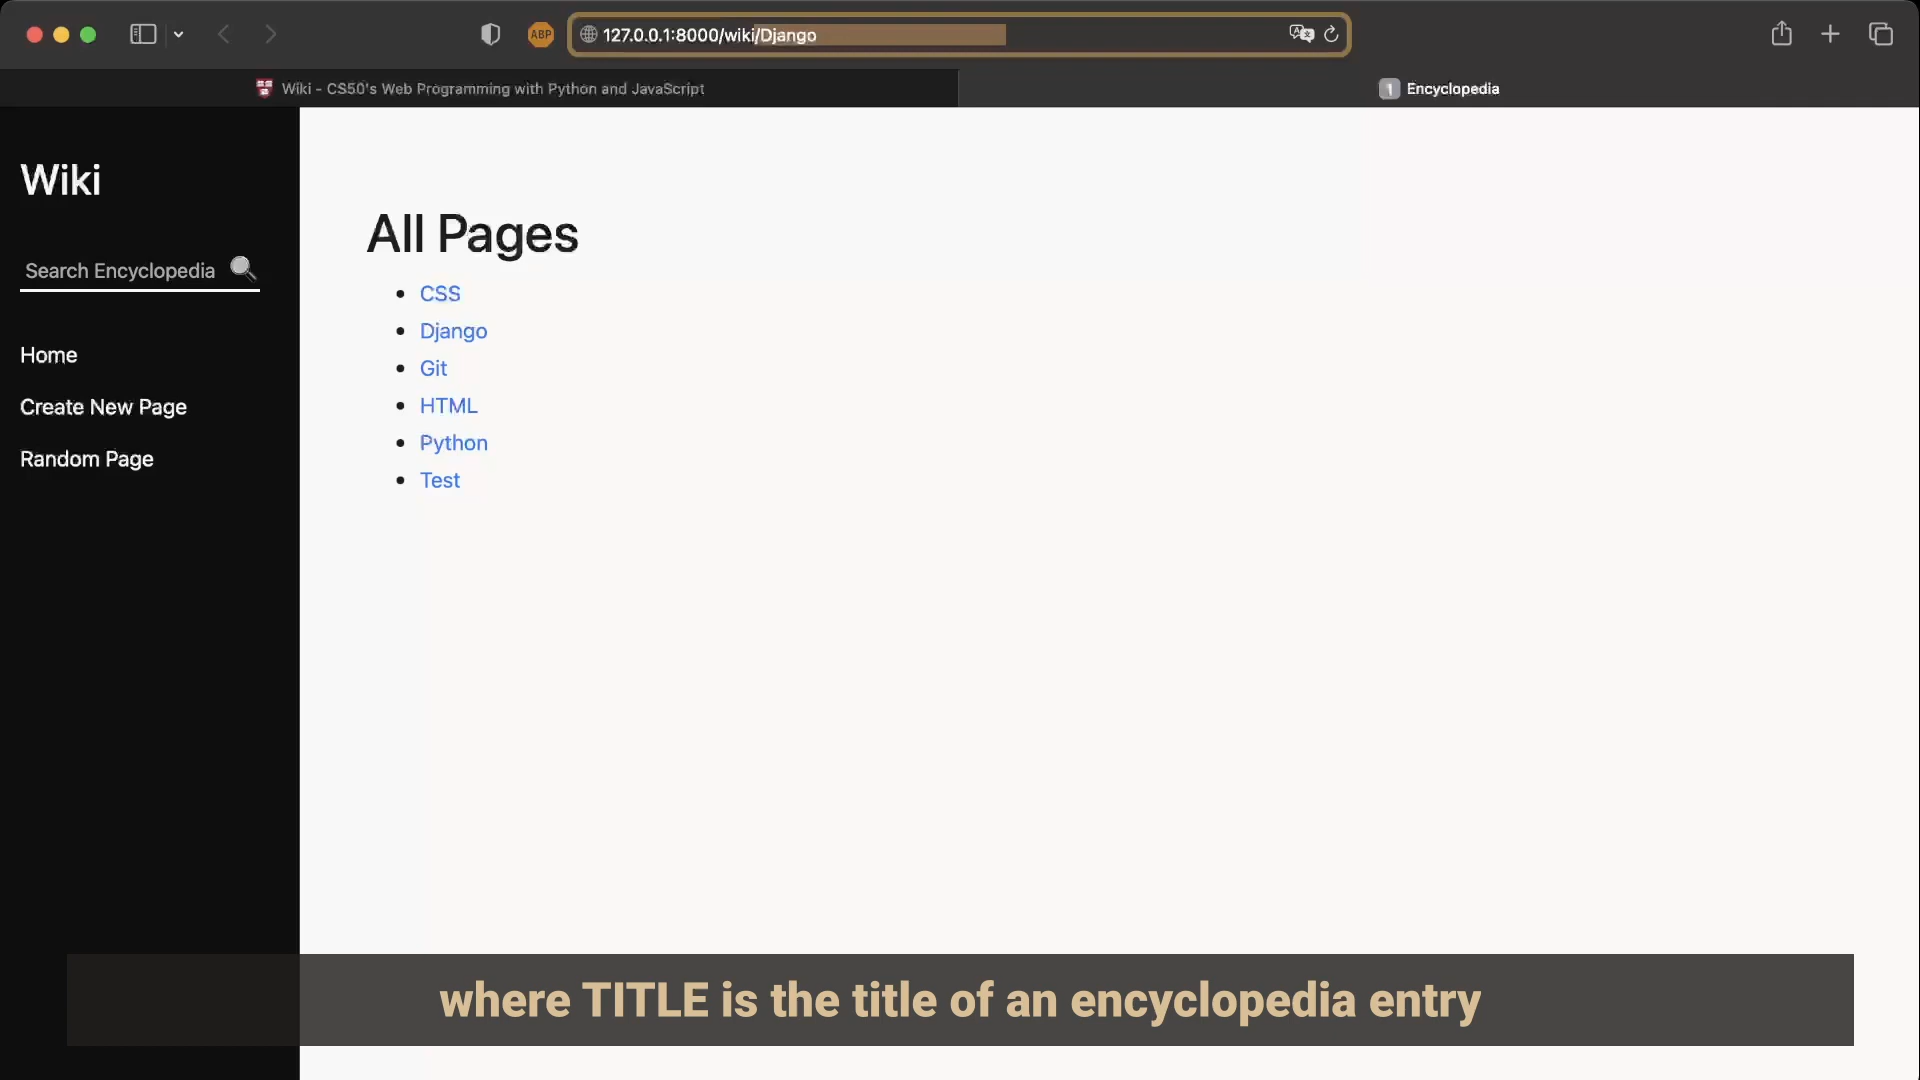 ABP
127.0.0.1:8000/wiki/Django
Wiki - CS50's Web Programming with Python and JavaScript
1 Encyclopedia
Wiki
Search Encyclopedia
Home
Create New Page
Random Page
All Pages
CSS
Django
Git
HTML
Python
Test
where TITLE is the title of an encyclopedia entry